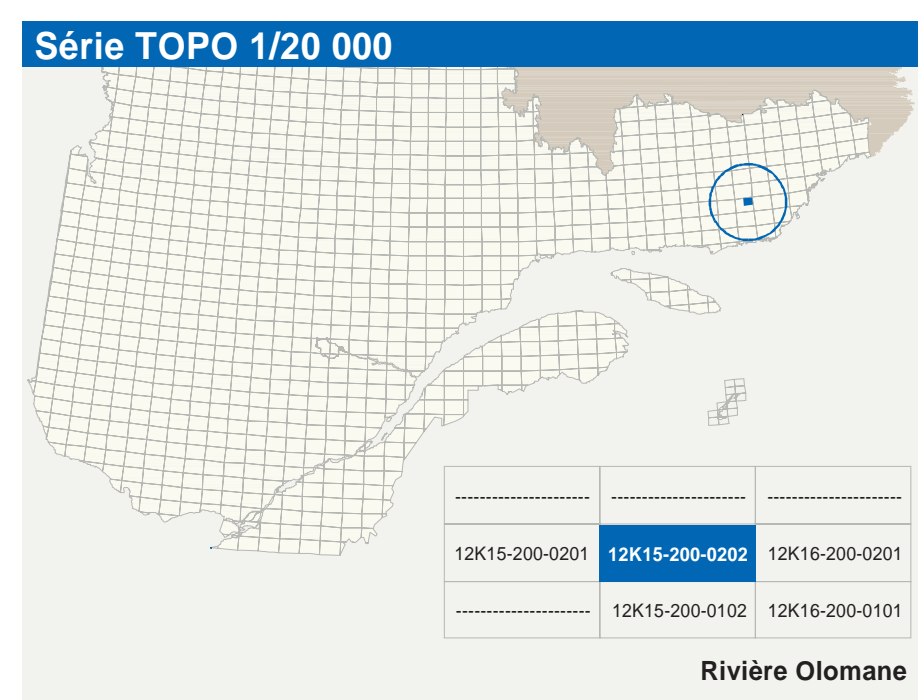 Série TOPO 1/20 000
---------------------- ---------------------- ----------------------
12K15-200-0201 12K15-200-0202 12K16-200-0201
---------------------- 12K15-200-0102 12K16-200-0101
Rivière Olomane